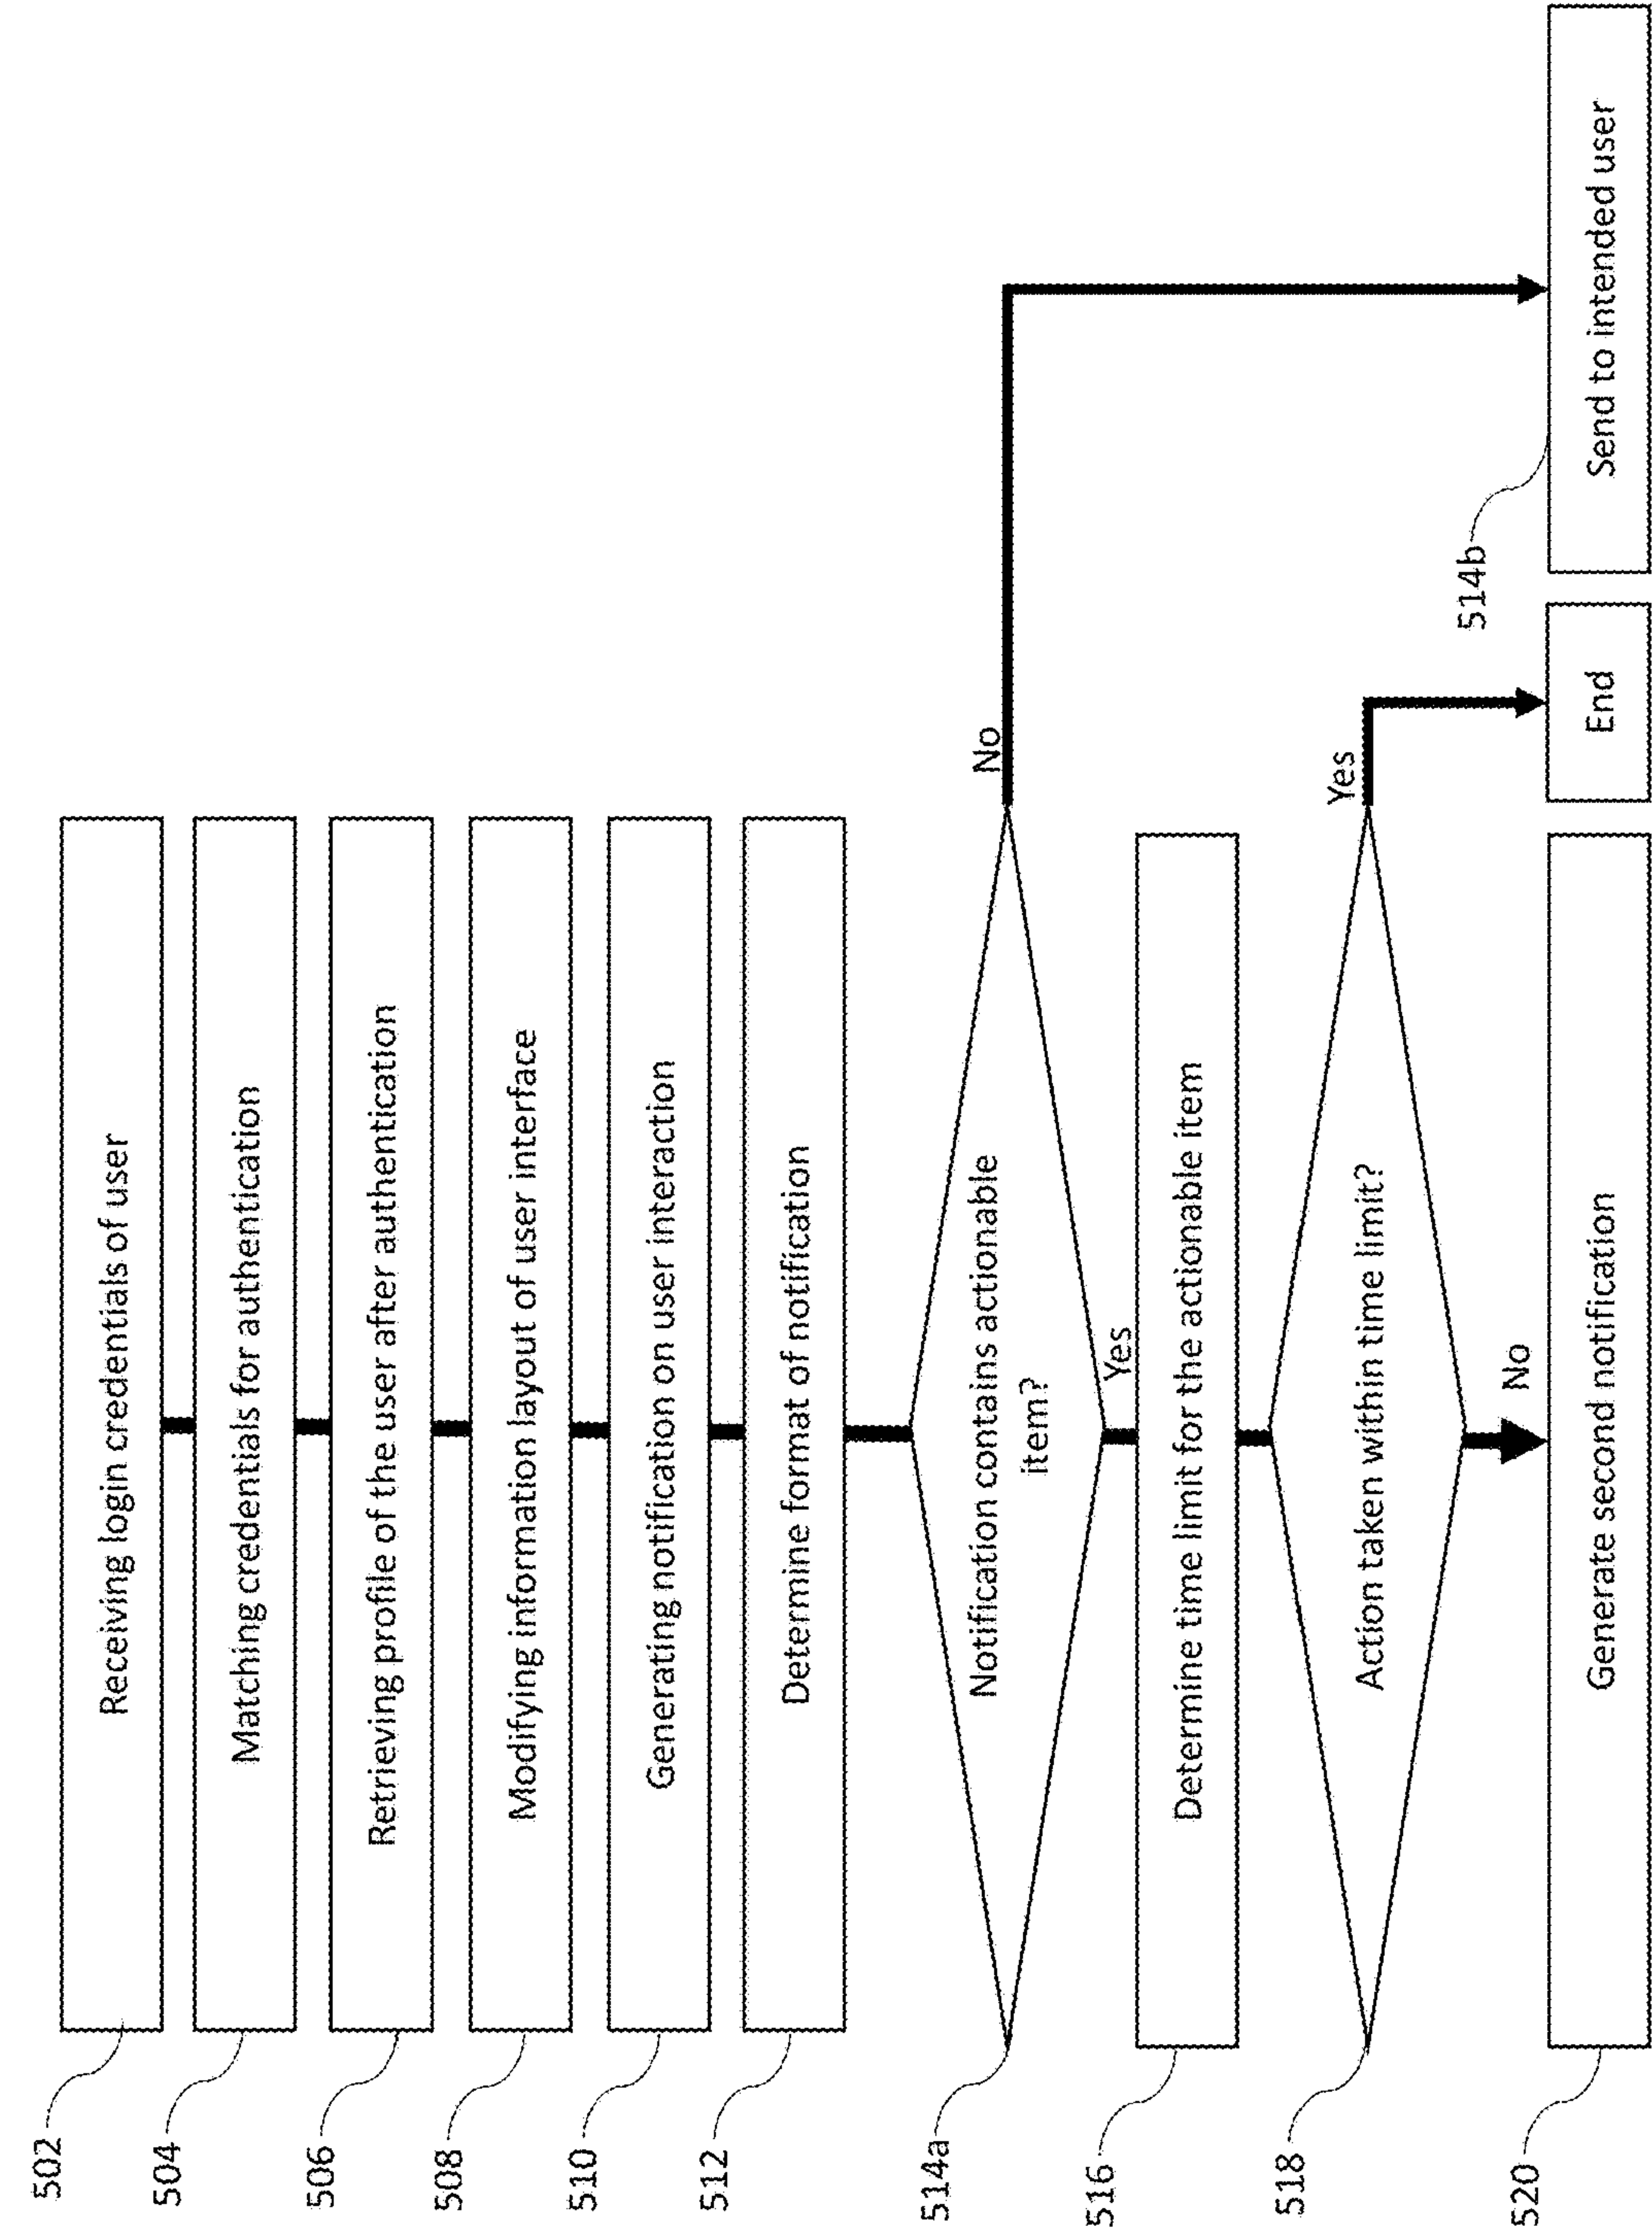 502
Receiving login credentials of user
504
Matching credentials for authentication
506
Retrieving profile of the user after authentication
508
Modifying information layout of user interface
510
Generating notification on user interaction
512
Determine format of notification
514a
Notification contains actionable
item?
No
Yes
516
Determine time limit for the actionable item
518
Action taken within time limit?
Yes
No
520
Generate second notification
End
514b
Send to intended user